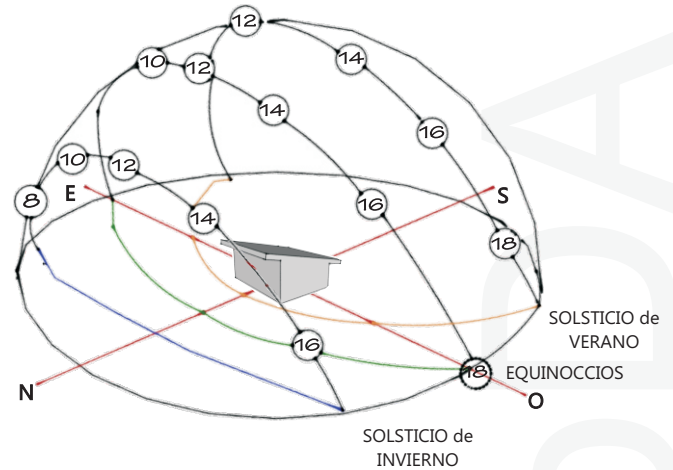 12
10
12
14
14
16
10
12
8
E
14
16
S
18
16
SOLSTICIO de
VERANO
18
EQUINOCCIOS
N
O
SOLSTICIO de
INVIERNO